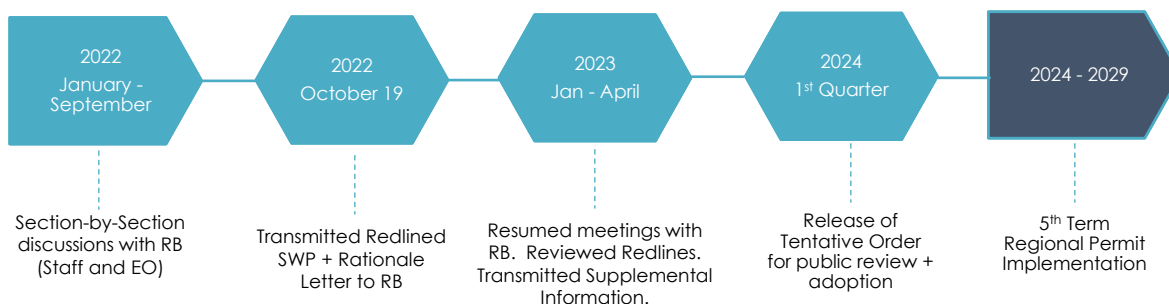 2022
January -
September
2022
October 19
2023
Jan - April
2024
1st Quarter
2024 - 2029
Section-by-Section
discussions with RB
(Staff and EO)
Transmitted Redlined
SWP + Rationale
Letter to RB
Resumed meetings with
RB.  Reviewed Redlines.
Transmitted Supplemental
Information.
Release of
Tentative Order
for public review +
adoption
5th Term
Regional Permit
Implementation